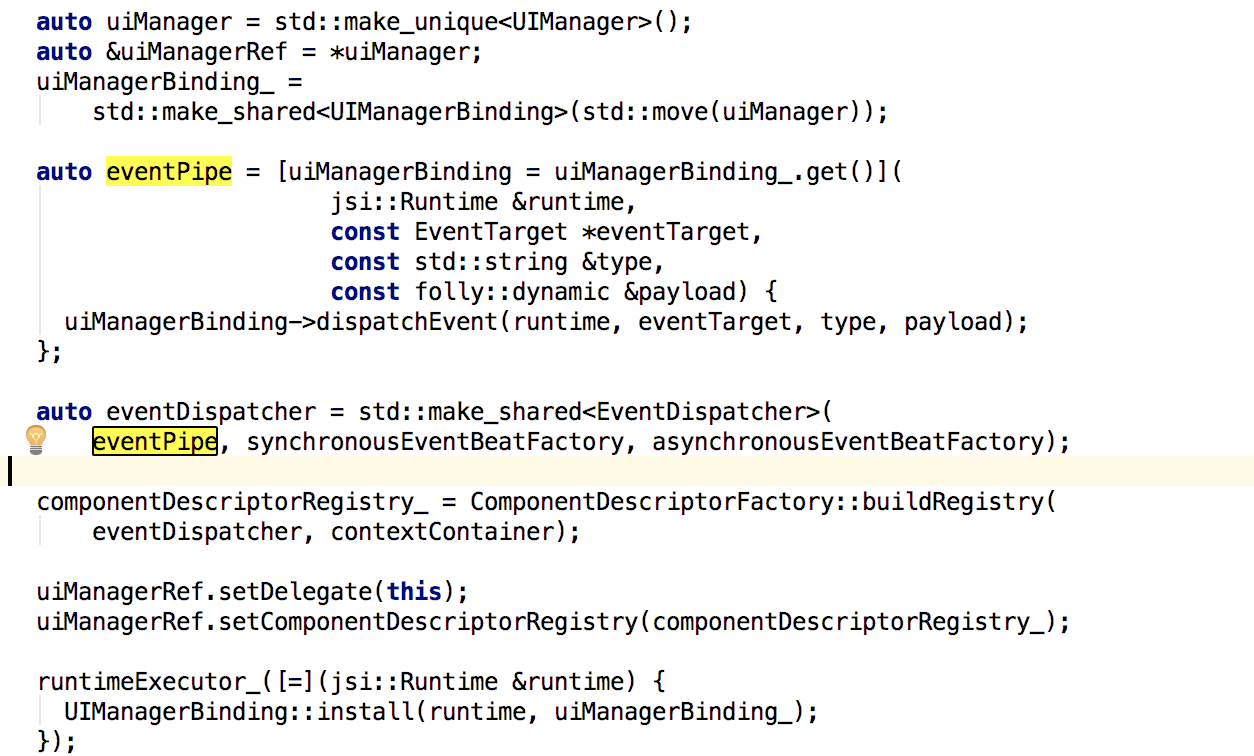 auto uiManager = std::make_unique<UIManager>();
auto &uiManagerRef = *uiManager;
uiManagerBinding_ =
    std::make_shared<UIManagerBinding>(std::move(uiManager));

auto eventPipe = [uiManagerBinding = uiManagerBinding_.get()](
                     jsi::Runtime &runtime,
                     const EventTarget *eventTarget,
                     const std::string &type,
                     const folly::dynamic &payload) {
  uiManagerBinding->dispatchEvent(runtime, eventTarget, type, payload);
};

auto eventDispatcher = std::make_shared<EventDispatcher>(
    eventPipe, synchronousEventBeatFactory, asynchronousEventBeatFactory);

componentDescriptorRegistry_ = ComponentDescriptorFactory::buildRegistry(
    eventDispatcher, contextContainer);

uiManagerRef.setDelegate(this);
uiManagerRef.setComponentDescriptorRegistry(componentDescriptorRegistry_);

runtimeExecutor_([=](jsi::Runtime &runtime) {
  UIManagerBinding::install(runtime, uiManagerBinding_);
});